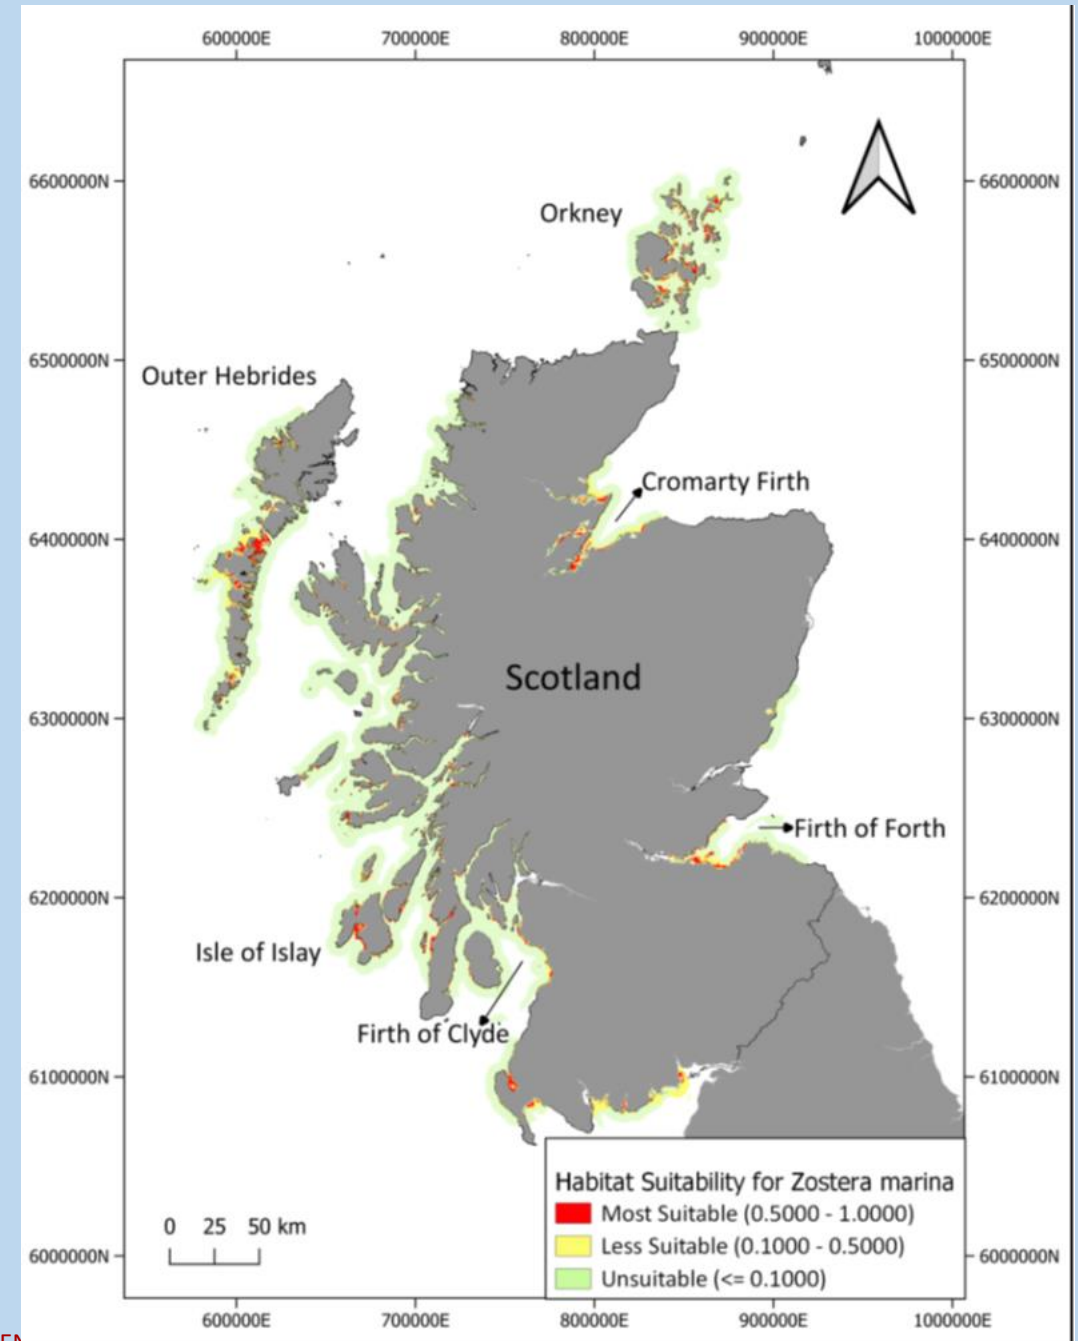 600000E 700000E 800000E 900000E 1000000E
6600000N 6600000N
Orkney
6500000N 6500000N
Outer Hebrides
Cromarty Firth
6400000N 6400000N
Scotland
6300000N 6300000N
Firth of Forth
6200000N 6200000N
Isle of Islay
Firth of Clyde
6100000N 6100000N
Habitat Suitability for Zostera marina
Most Suitable (0.5000 - 1.0000)
0 25 50 km
Less Suitable (0.1000 - 0.5000)
6000000N 6000000N
Unsuitable (<= 0.1000)
600000E 700000E 800000E 900000E 1000000E